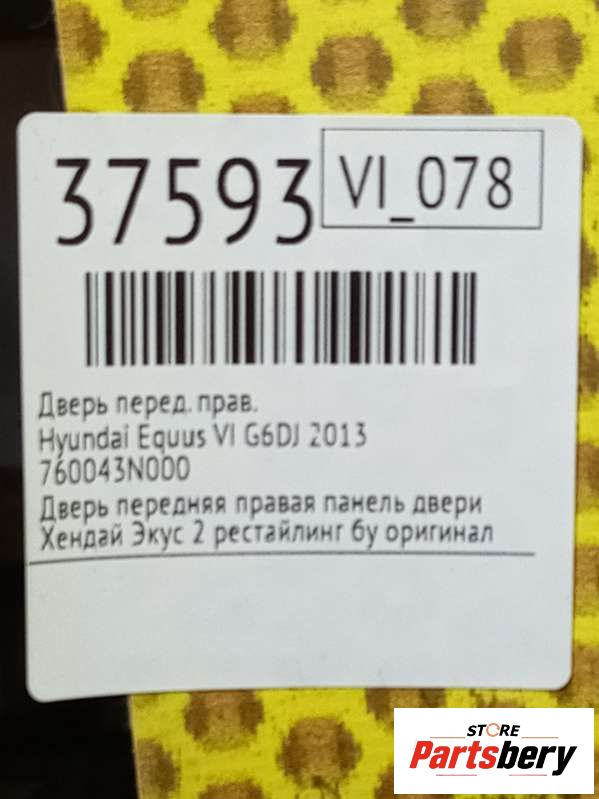 37593
VI_078
Дверь перед. прав.
Hyundai Equus VI G6DJ 2013
760043N000
Дверь передняя правая панель двери
Хендай Экус 2 рестайлинг бу оригинал
STORE
Partsbery